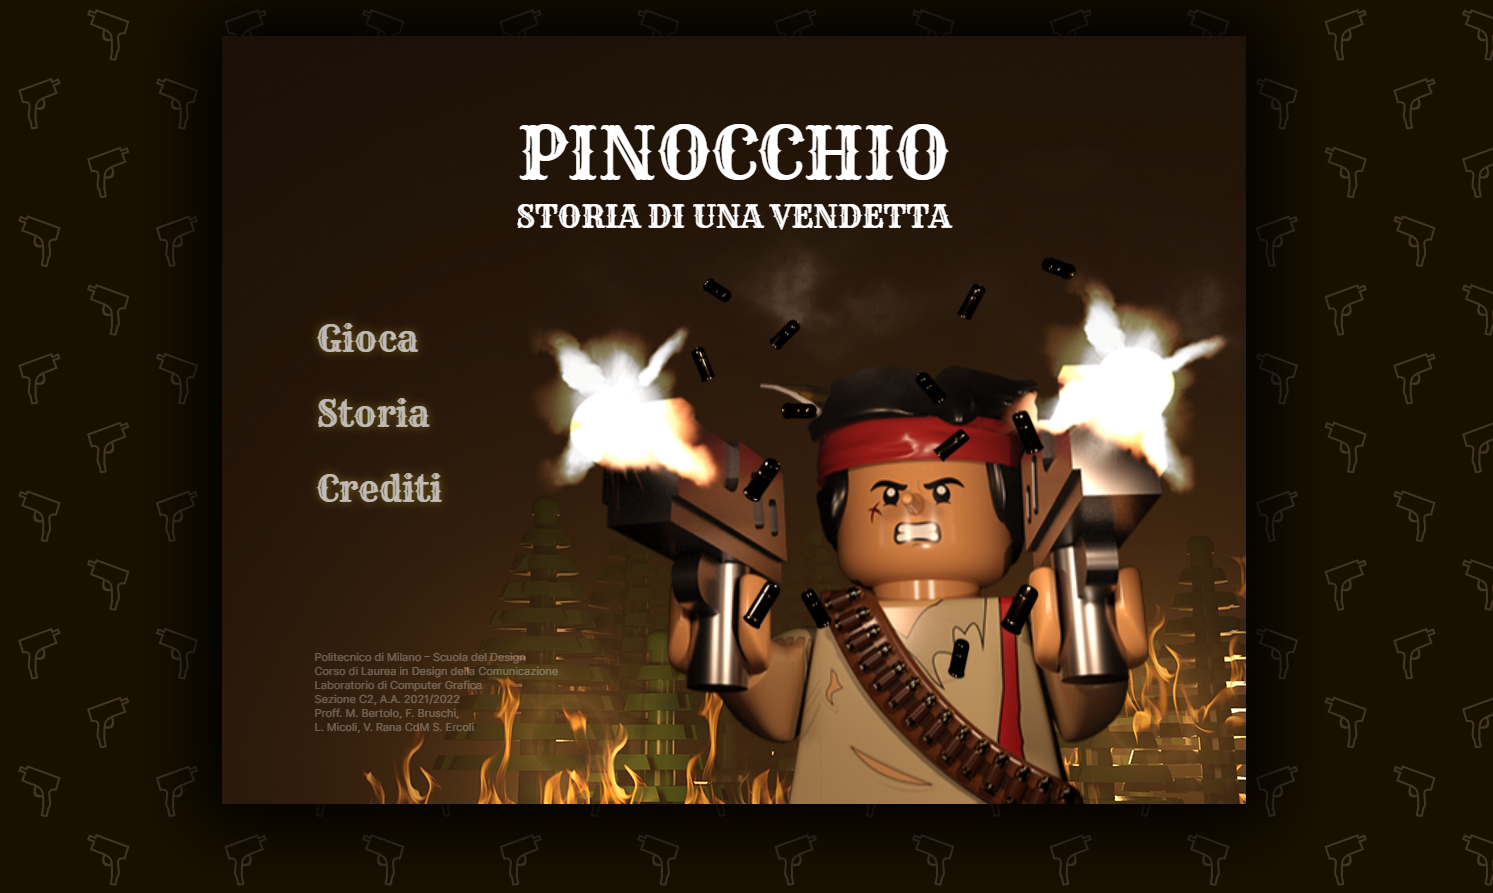 PINOCCHIO
STORIA DI UNA VENDETTA
Gioca
Storia
Crediti
Politecnico di Milano – Scuola del Design
Corso di Laurea in Design della Comunicazione
Laboratorio di Computer Grafica
Sezione C2, A.A. 2021/2022
Proff. M. Bertolo, F. Bruschi,
L. Micoli, V. Rana CdM S. Ercoli